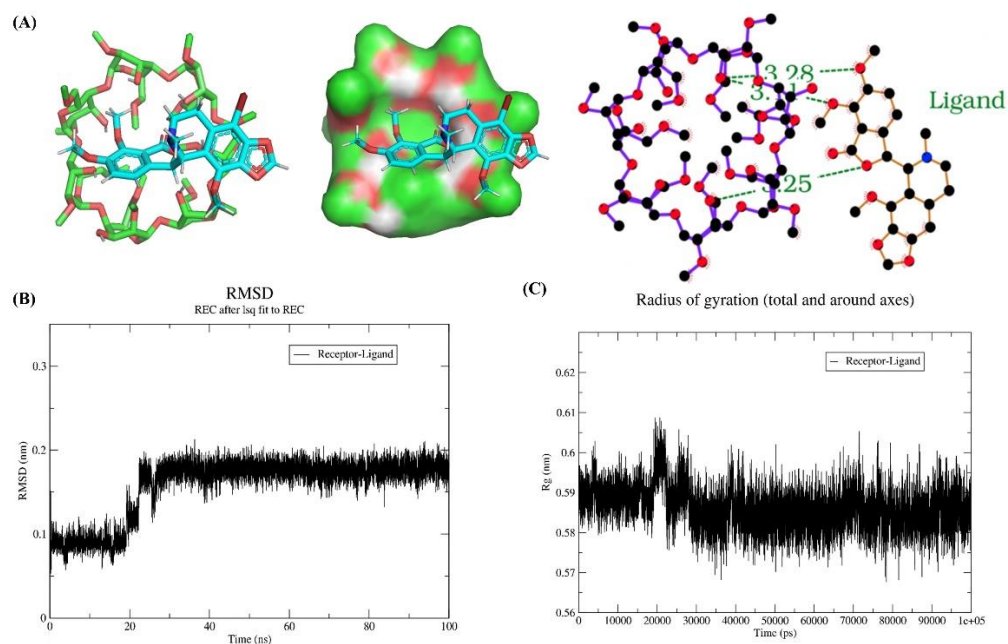 (A)
3.28
Ligand
3.25
(B)
RMSD
REC after lsq fit to REC
Receptor-Ligand
RMSD (nm)
0.3
0.2
0.1
0
0
20
40
60
80
100
Time (ns)
(C)
Radius of gyration (total and around axes)
Receptor-Ligand
Rg (nm)
0.62
0.61
0.6
0.59
0.58
0.57
0.56
0
10000
20000
30000
40000
50000
60000
70000
80000
90000
1e+05
Time (ps)